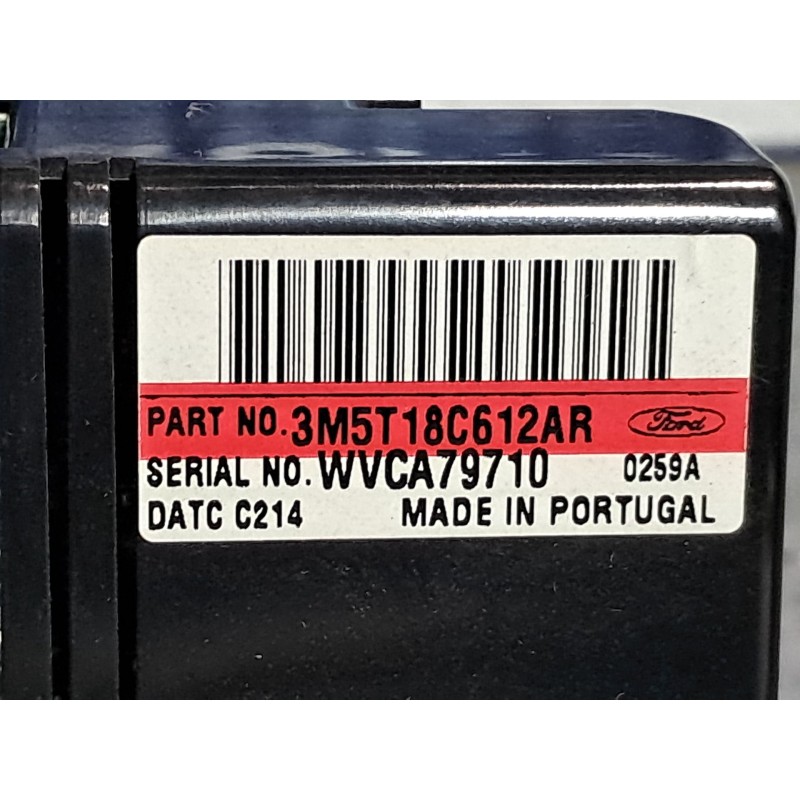 PART NO. 3M5T18C612AR Ford
SERIAL NO. WVCA79710 0259A
DATC C214 MADE IN PORTUGAL